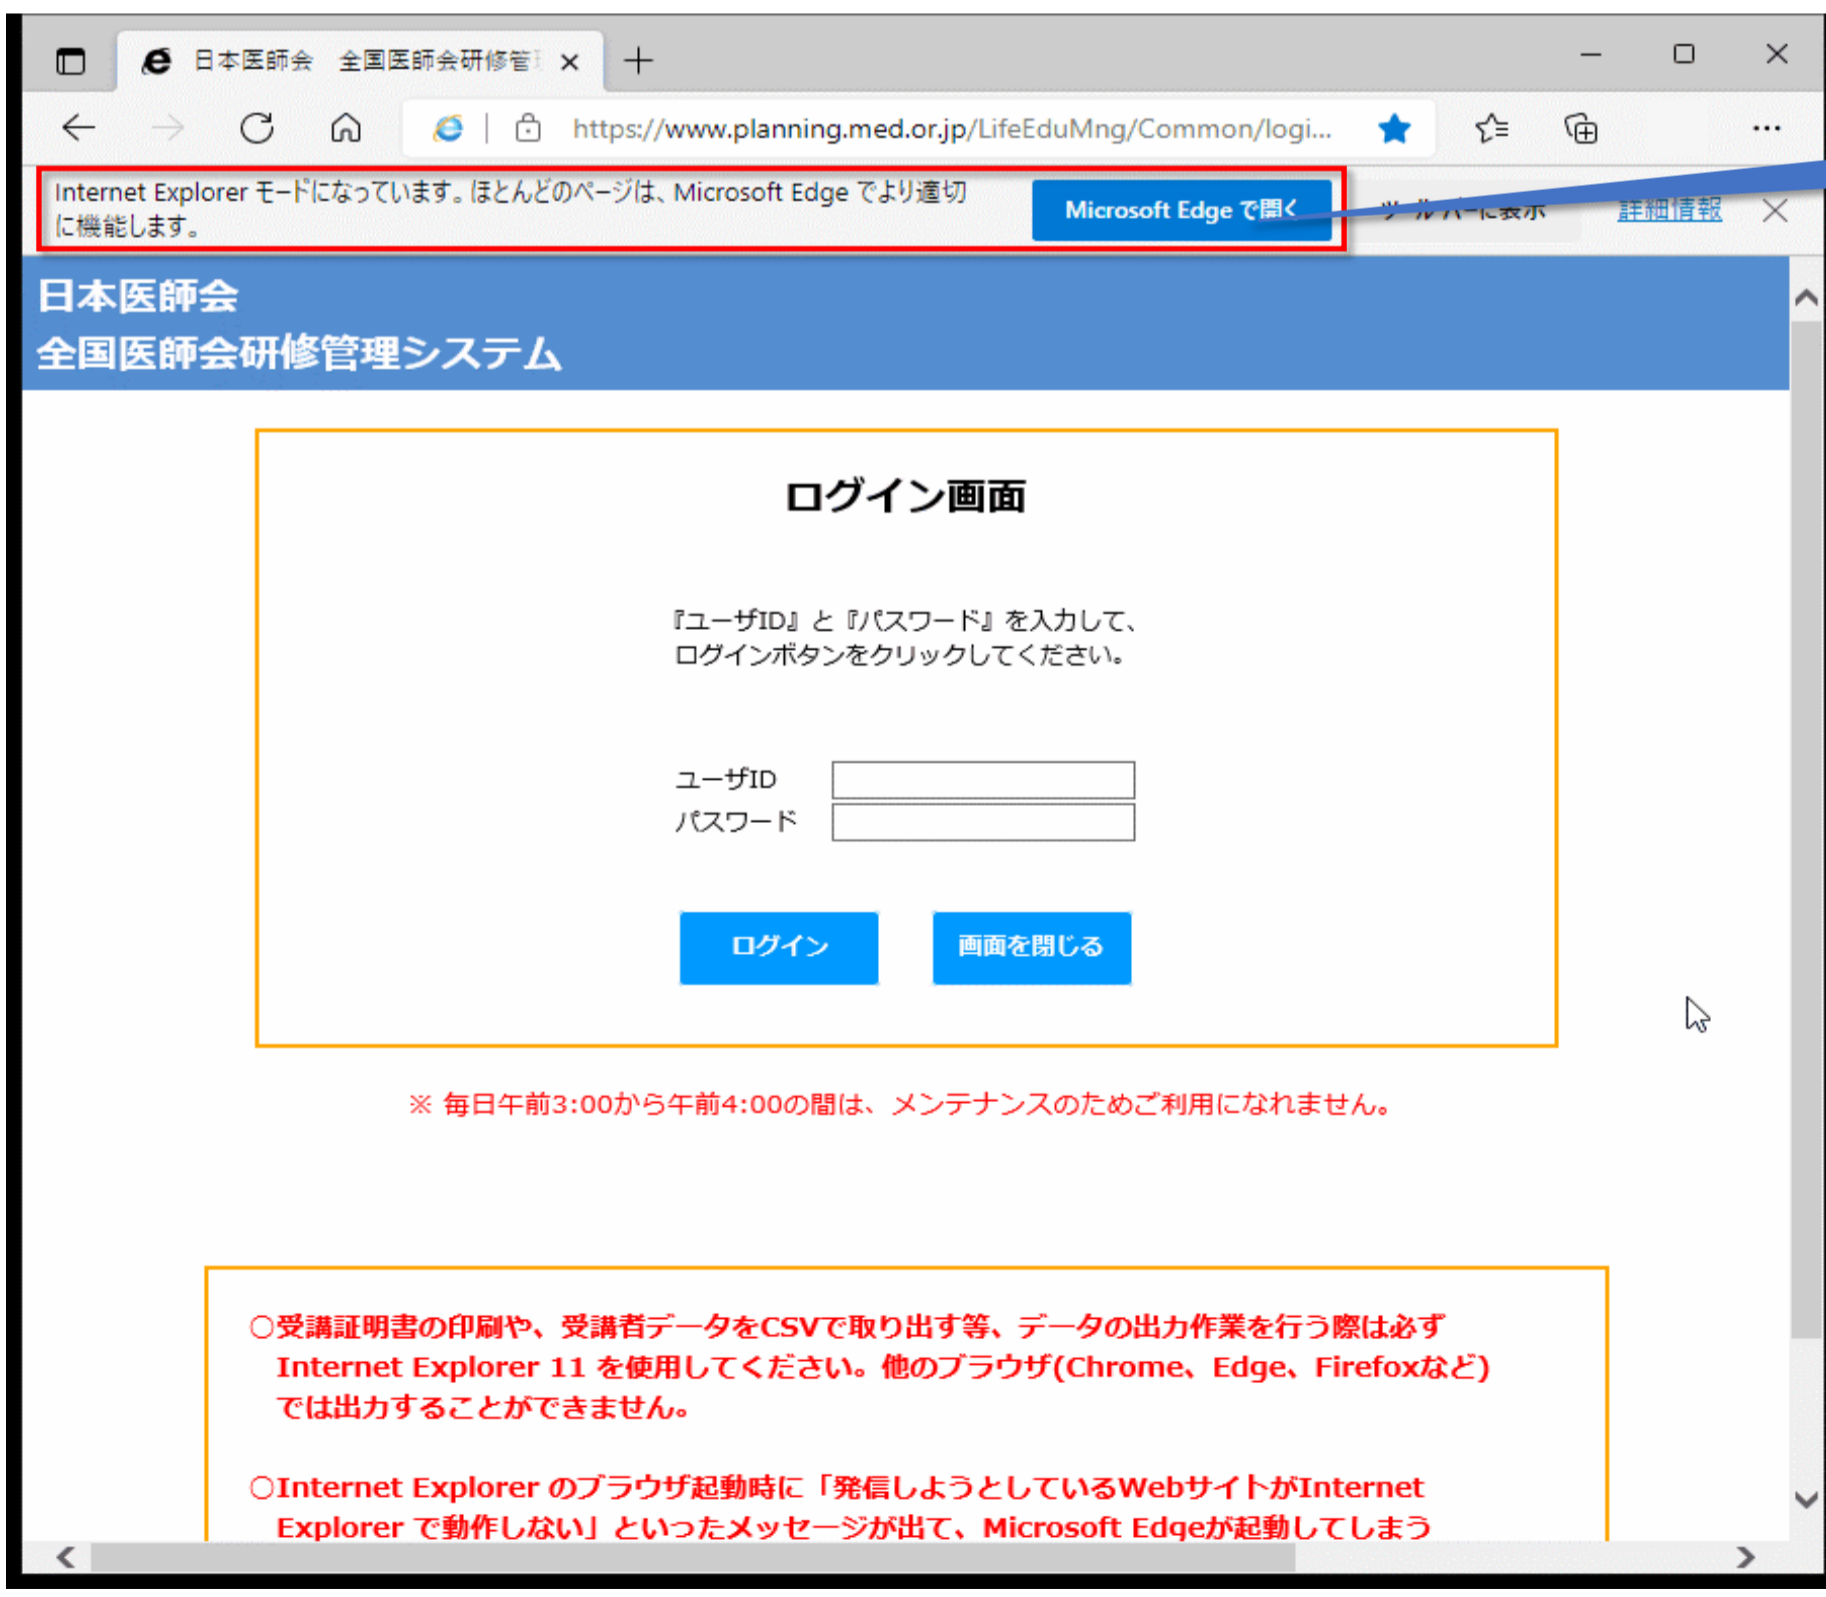 日本医師会　全国医師会研修管
https://www.planning.med.or.jp/LifeEduMng/Common/logi...
Internet Explorer モードになっています。ほとんどのページは、Microsoft Edge でより適切
に機能します。
Microsoft Edge で開く
ツール バーに表示
詳細情報
日本医師会
全国医師会研修管理システム
ログイン画面
『ユーザID』と『パスワード』を入力して、
ログインボタンをクリックしてください。
ユーザID
パスワード
ログイン 画面を閉じる
※ 毎日午前3:00から午前4:00の間は、メンテナンスのためご利用になれません。
○受講証明書の印刷や、受講者データをCSVで取り出す等、データの出力作業を行う際は必ず
Internet Explorer 11 を使用してください。他のブラウザ(Chrome、Edge、Firefoxなど)
では出力することができません。
○Internet Explorer のブラウザ起動時に「発信しようとしているWebサイトがInternet
Explorer で動作しない」といったメッセージが出て、Microsoft Edgeが起動してしまう